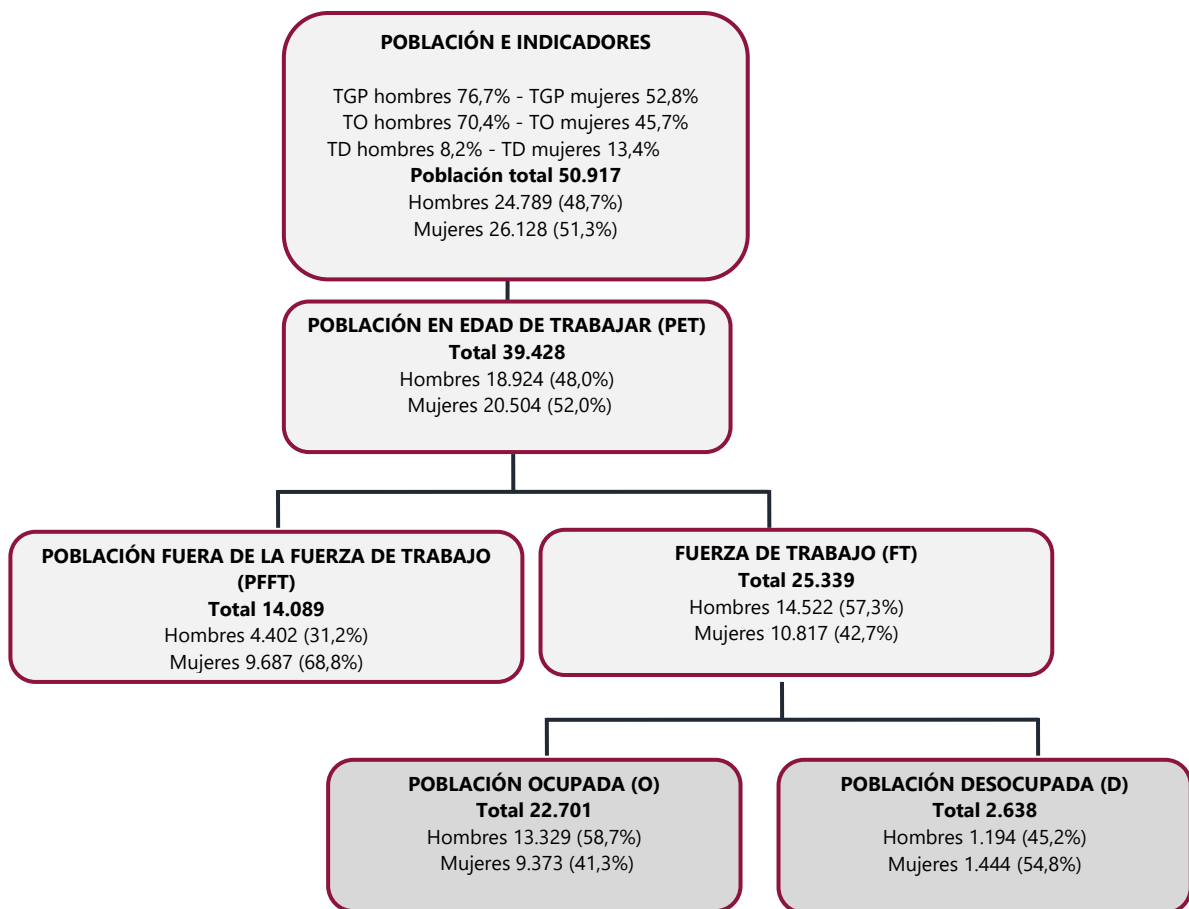 POBLACIÓN E INDICADORES
TGP hombres 76,7% - TGP mujeres 52,8%
TO hombres 70,4% - TO mujeres 45,7%
TD hombres 8,2% - TD mujeres 13,4%
Población total 50.917
Hombres 24.789 (48,7%)
Mujeres 26.128 (51,3%)
POBLACIÓN EN EDAD DE TRABAJAR (PET)
Total 39.428
Hombres 18.924 (48,0%)
Mujeres 20.504 (52,0%)
POBLACIÓN FUERA DE LA FUERZA DE TRABAJO
(PFFT)
Total 14.089
Hombres 4.402 (31,2%)
Mujeres 9.687 (68,8%)
FUERZA DE TRABAJO (FT)
Total 25.339
Hombres 14.522 (57,3%)
Mujeres 10.817 (42,7%)
POBLACIÓN OCUPADA (O)
Total 22.701
Hombres 13.329 (58,7%)
Mujeres 9.373 (41,3%)
POBLACIÓN DESOCUPADA (D)
Total 2.638
Hombres 1.194 (45,2%)
Mujeres 1.444 (54,8%)